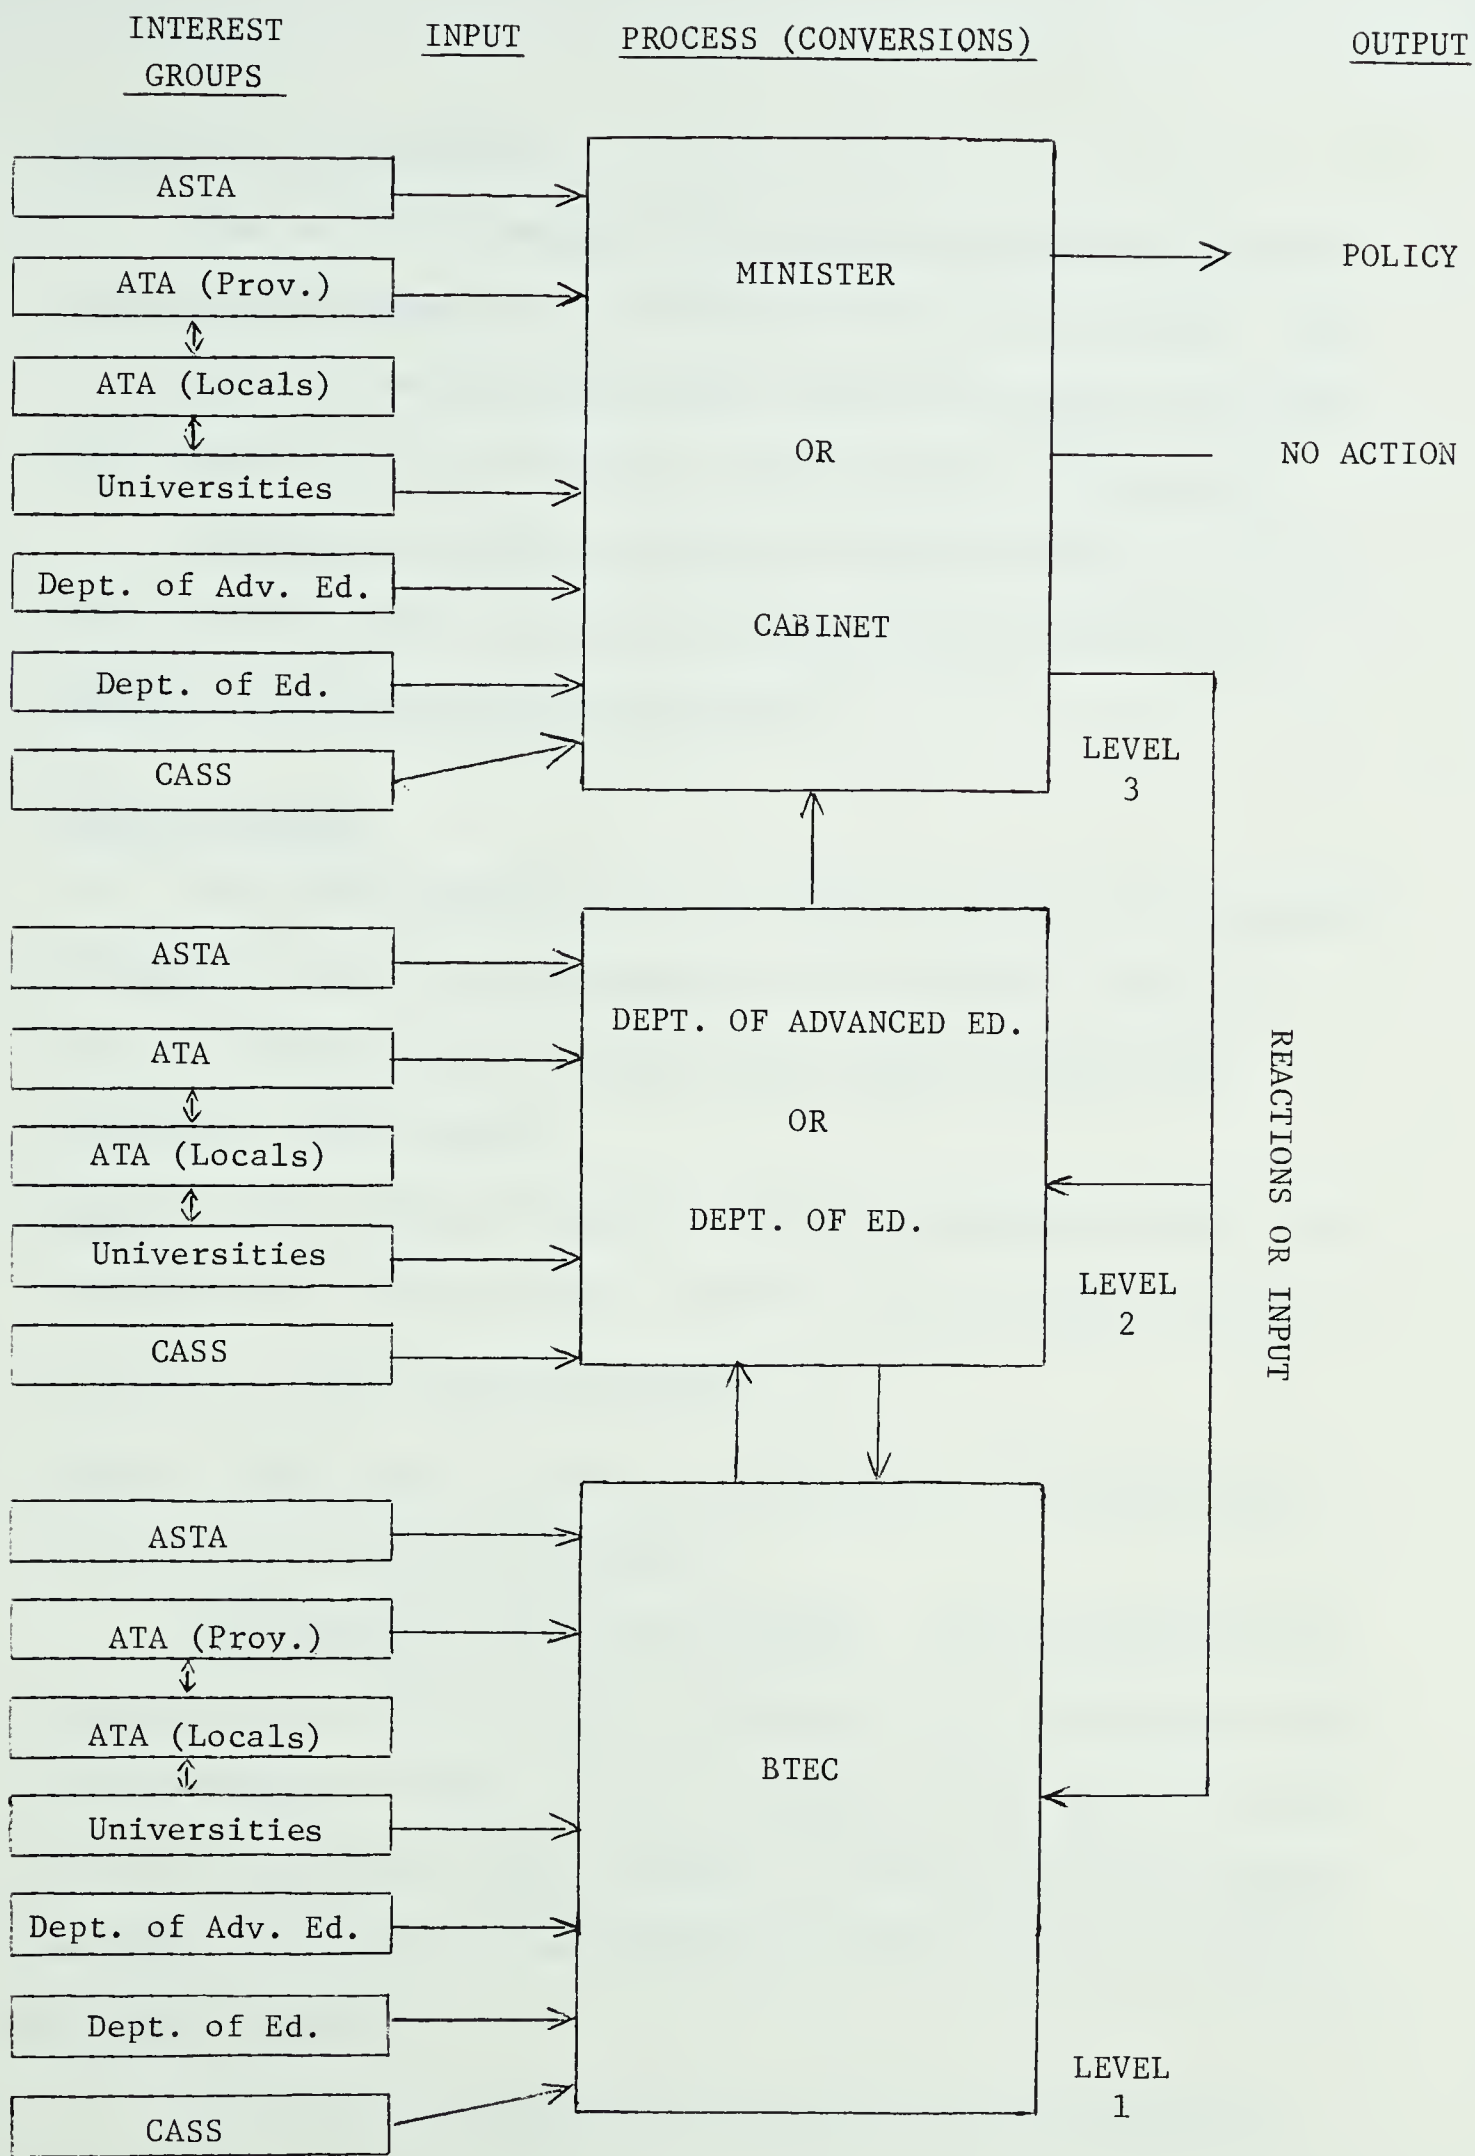 INTEREST
GROUPS
INPUT
PROCESS (CONVERSIONS)
OUTPUT
ASTA
ATA (Prov.)
ATA (Locals)
Universities
Dept. of Adv. Ed.
Dept. of Ed.
CASS
MINISTER
OR
CABINET
POLICY
NO ACTION
LEVEL
3
ASTA
ATA
ATA (Locals)
Universities
CASS
DEPT. OF ADVANCED ED.
OR
DEPT. OF ED.
LEVEL
2
REACTIONS OR INPUT
ASTA
ATA (Prov.)
ATA (Locals)
Universities
Dept. of Adv. Ed.
Dept. of Ed.
CASS
BTEC
LEVEL
1